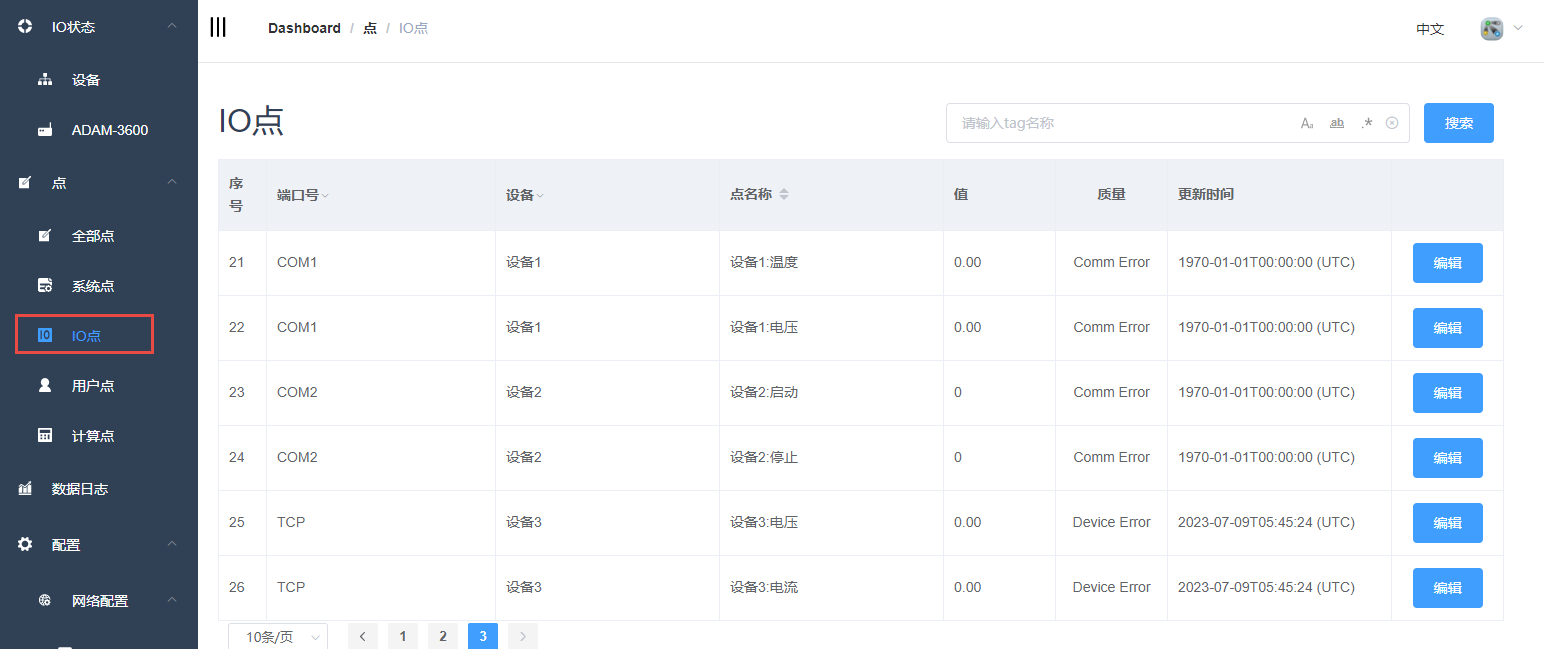 IO状态
设备
ADAM-3600
点
全部点
系统点
IO IO点
用户点
计算点
数据日志
配置
网络配置
Dashboard / 点 / IO点
中文
IO点
请输入tag名称 Aa ab .*
搜索
序号 端口号 设备 点名称 值 质量 更新时间
21 COM1 设备1 设备1:温度 0.00 Comm Error 1970-01-01T00:00:00 (UTC) 编辑
22 COM1 设备1 设备1:电压 0.00 Comm Error 1970-01-01T00:00:00 (UTC) 编辑
23 COM2 设备2 设备2:启动 0 Comm Error 1970-01-01T00:00:00 (UTC) 编辑
24 COM2 设备2 设备2:停止 0 Comm Error 1970-01-01T00:00:00 (UTC) 编辑
25 TCP 设备3 设备3:电压 0.00 Device Error 2023-07-09T05:45:24 (UTC) 编辑
26 TCP 设备3 设备3:电流 0.00 Device Error 2023-07-09T05:45:24 (UTC) 编辑
10条/页 < 1 2 3 >